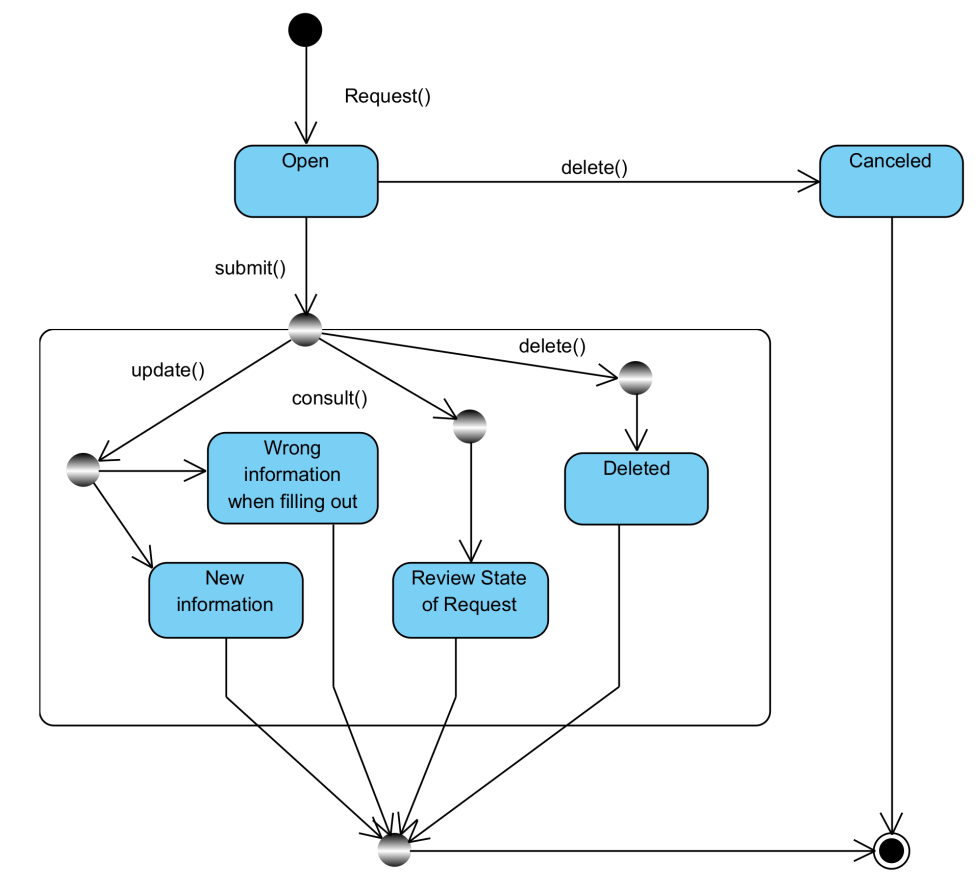 Request()
Open
delete()
Canceled
submit()
delete()
update()
consult()
Wrong
information
when filling out
Deleted
New
information
Review State
of Request